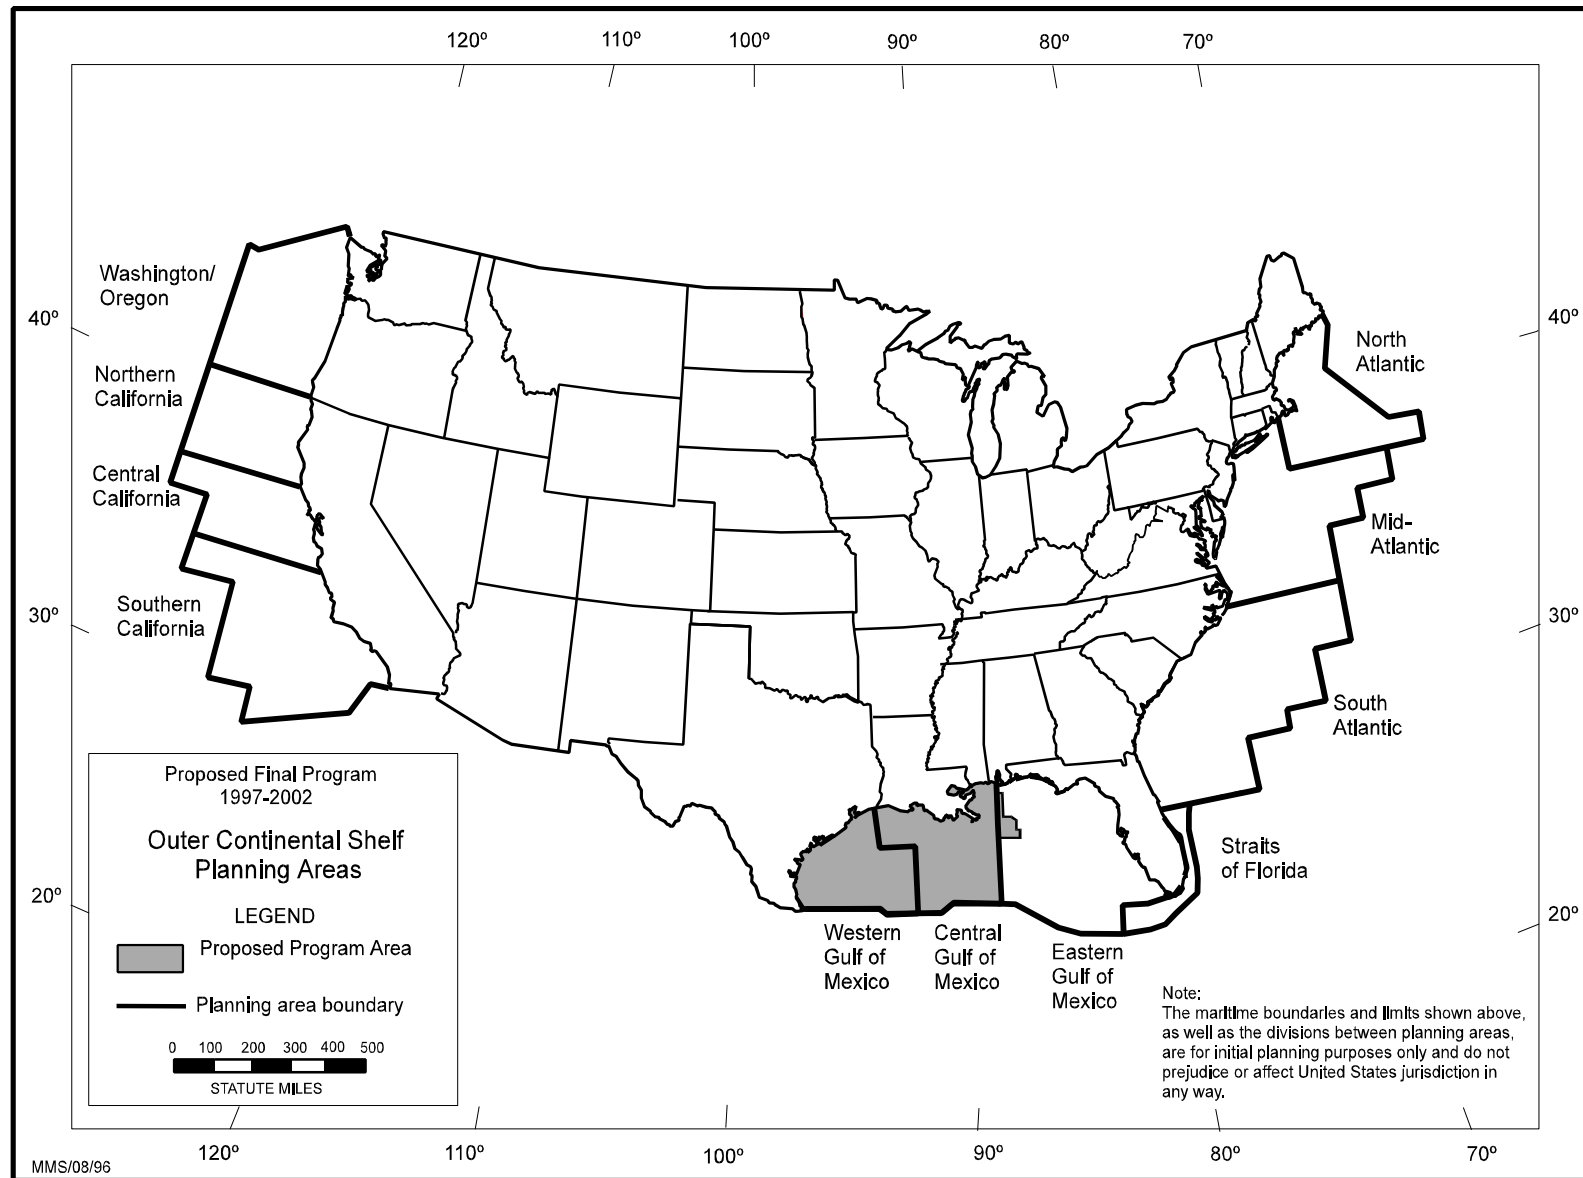 120º 110º 100º 90º 80º 70º
Washington/
Oregon
40º
40º
North
Atlantic
Northern
California
Central
California
Mid-
Atlantic
Southern
California
30º
30º
South
Atlantic
Proposed Final Program
1997-2002
Outer Continental Shelf
Planning Areas
LEGEND
Proposed Program Area
Planning area boundary
0 100 200 300 400 500
STATUTE MILES
Straits
of Florida
20º
20º
Western
Gulf of
Mexico
Central
Gulf of
Mexico
Eastern
Gulf of
Mexico
Note:
The maritime boundaries and limits shown above,
as well as the divisions between planning areas,
are for initial planning purposes only and do not
prejudice or affect United States jurisdiction in
any way.
120º 110º 100º 90º 80º 70º
MMS/08/96